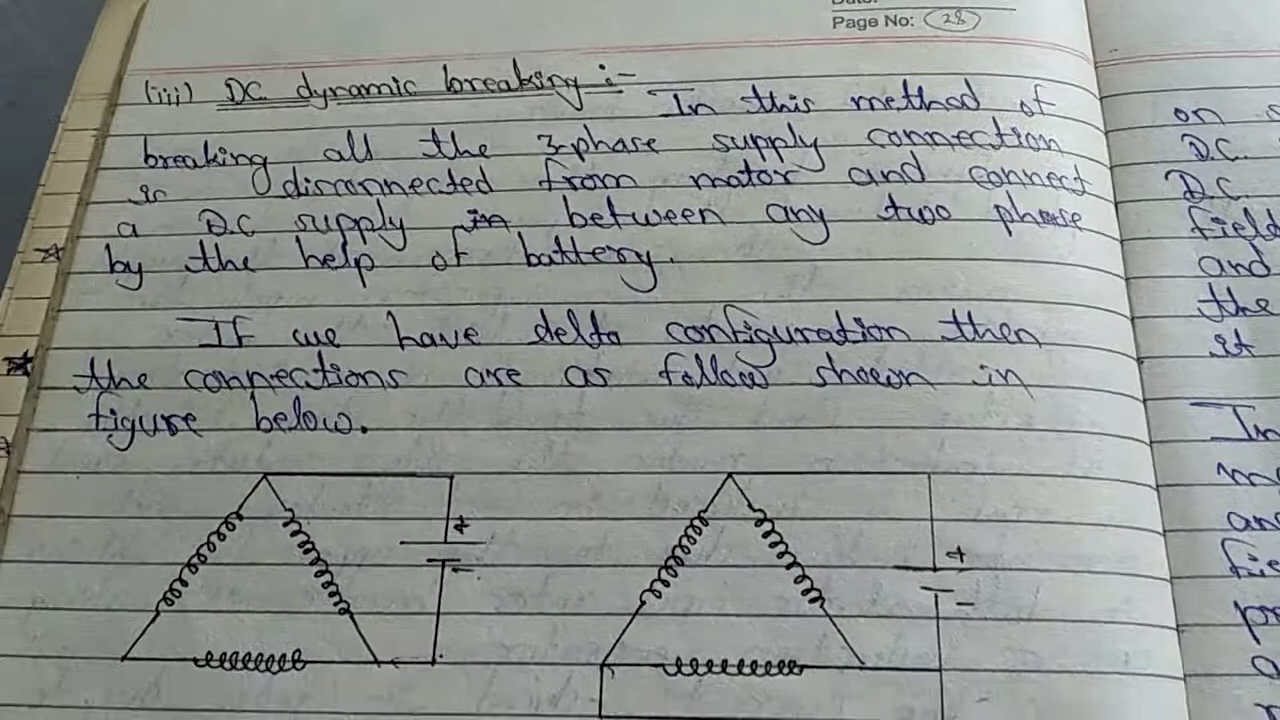 Page No: 28
(iii) DC dynamic breaking :-
In this method of
breaking all the 3-phase supply connection
is disconnected from motor and connect
a DC supply in between any two phase
by the help of battery.
If we have delta configuration then
the connections are as follow shown in
figure below.
+
-
+
-
on
D.C.
D.C
field
and
the
it
In